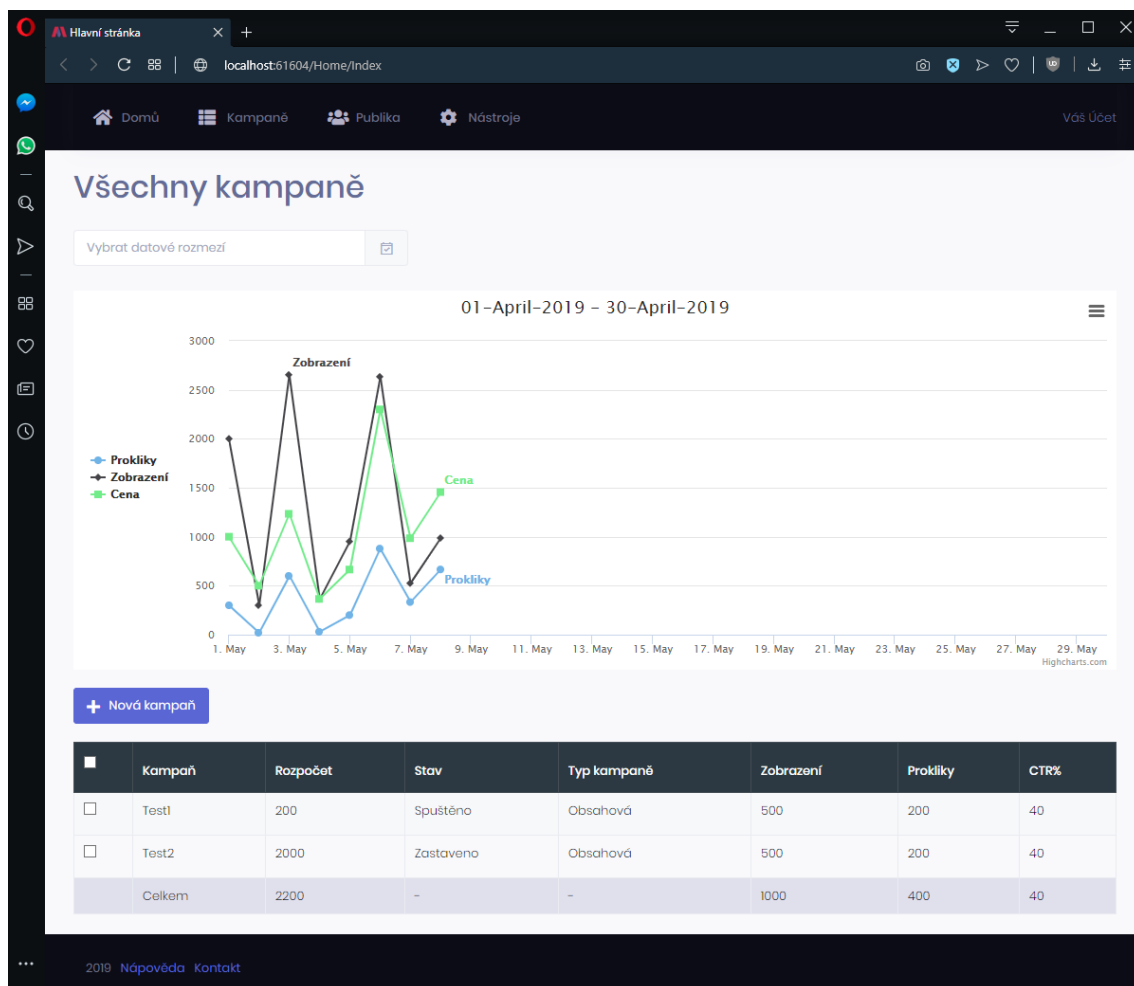 Hlavní stránka
localhost:61604/Home/Index
Domů Kampaně Publika Nástroje Váš Účet
Všechny kampaně
Vybrat datové rozmezí
01-April-2019 - 30-April-2019
3000
2500
2000
1500
1000
500
0
Zobrazení
Cena
Prokliky
Prokliky
Zobrazení
Cena
1. May 3. May 5. May 7. May 9. May 11. May 13. May 15. May 17. May 19. May 21. May 23. May 25. May 27. May 29. May
Highcharts.com
Nová kampaň
Kampaň Rozpočet Stav Typ kampaně Zobrazení Prokliky CTR%
Test1 200 Spuštěno Obsahová 500 200 40
Test2 2000 Zastaveno Obsahová 500 200 40
Celkem 2200 - - 1000 400 40
2019 Nápověda Kontakt